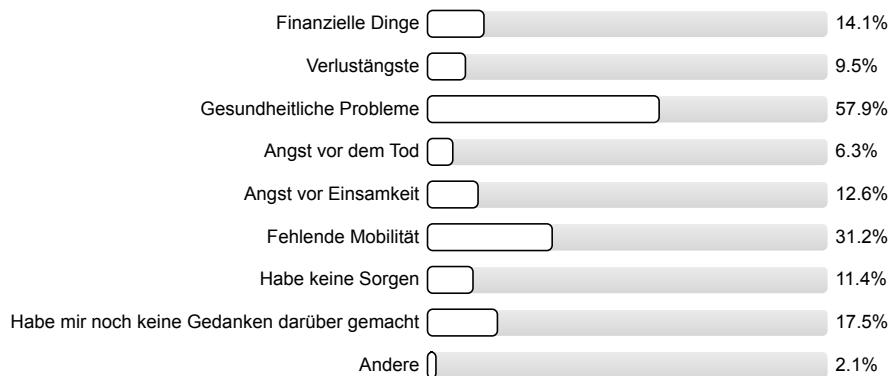 Finanzielle Dinge 14.1%
Verlustängste 9.5%
Gesundheitliche Probleme 57.9%
Angst vor dem Tod 6.3%
Angst vor Einsamkeit 12.6%
Fehlende Mobilität 31.2%
Habe keine Sorgen 11.4%
Habe mir noch keine Gedanken darüber gemacht 17.5%
Andere 2.1%